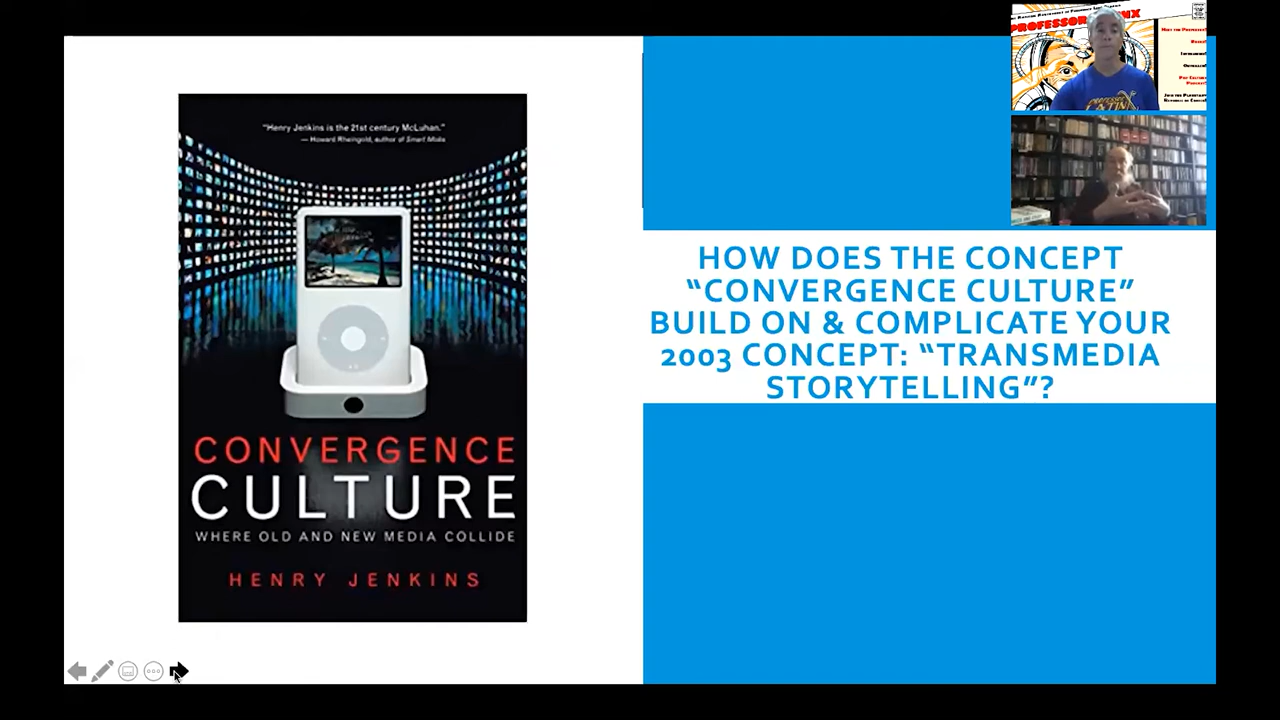 "Henry Jenkins is the 21st century McLuhan."
— Howard Rheingold, author of Smart Mobs
CONVERGENCE
CULTURE
WHERE OLD AND NEW MEDIA COLLIDE
HENRY JENKINS
HOW DOES THE CONCEPT
“CONVERGENCE CULTURE”
BUILD ON & COMPLICATE YOUR
2003 CONCEPT: “TRANSMEDIA
STORYTELLING”?
PROFESSOR